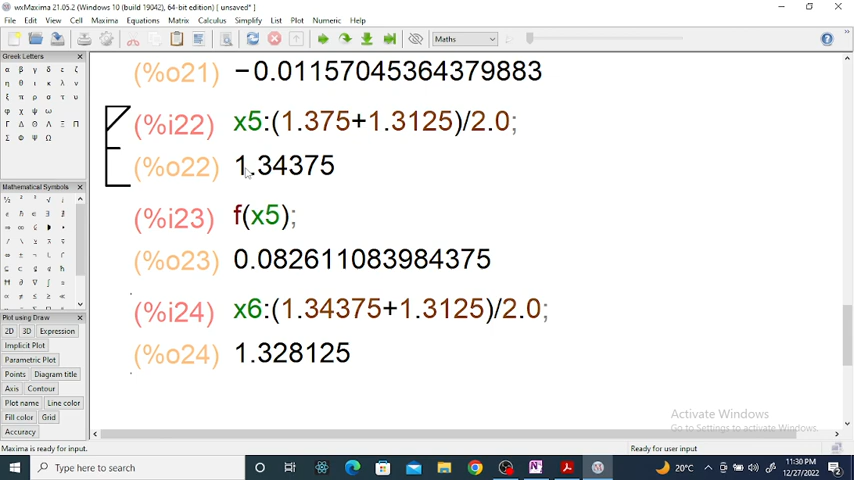 wxMaxima 21.05.2 (Windows 10 (build 19042), 64-bit edition) [ unsaved* ]
File Edit View Cell Maxima Equations Matrix Calculus Simplify List Plot Numeric Help
Maths
Greek Letters
α β γ δ ε ζ
η θ ι κ λ ν
ξ π ρ σ τ υ
φ χ ψ ω
Γ Δ Θ Λ Ξ Π
Σ Φ Ψ Ω
Mathematical Symbols
Plot using Draw
2D 3D Expression
Implicit Plot
Parametric Plot
Points Diagram title
Axis Contour
Plot name Line color
Fill color Grid
Accuracy
(%o21) −0.01157045364379883
(%i22) x5:(1.375+1.3125)/2.0;
(%o22) 1.34375
(%i23) f(x5);
(%o23) 0.082611083984375
(%i24) x6:(1.34375+1.3125)/2.0;
(%o24) 1.328125
Activate Windows
Go to Settings to activate Windows.
Maxima is ready for input.
Ready for user input
Type here to search
20°C
11:30 PM
12/27/2022